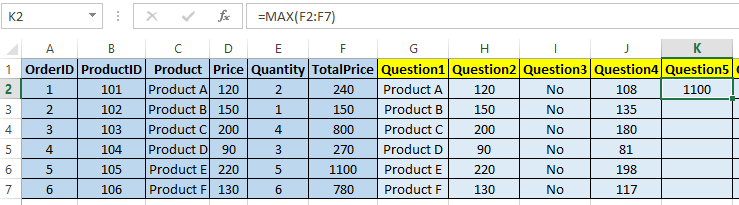 K2 fx =MAX(F2:F7)
A B C D E F G H I J K
1 OrderID ProductID Product Price Quantity TotalPrice Question1 Question2 Question3 Question4 Question5
2 1 101 Product A 120 2 240 Product A 120 No 108 1100
3 2 102 Product B 150 1 150 Product B 150 No 135
4 3 103 Product C 200 4 800 Product C 200 No 180
5 4 104 Product D 90 3 270 Product D 90 No 81
6 5 105 Product E 220 5 1100 Product E 220 No 198
7 6 106 Product F 130 6 780 Product F 130 No 117